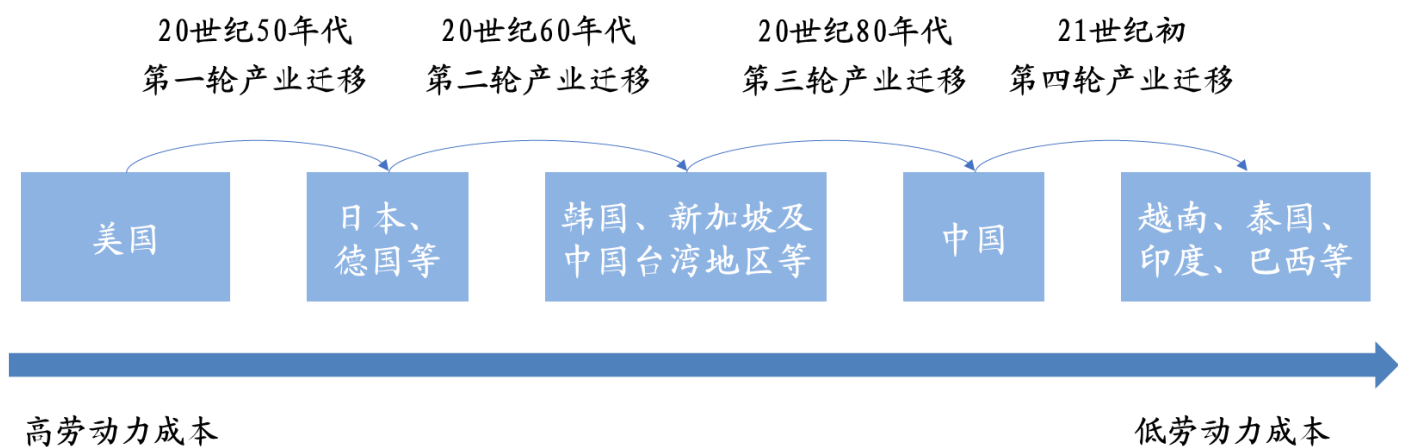 20世纪50年代
第一轮产业迁移
20世纪60年代
第二轮产业迁移
20世纪80年代
第三轮产业迁移
21世纪初
第四轮产业迁移
美国
日本、
德国等
韩国、新加坡及
中国台湾地区等
中国
越南、泰国、
印度、巴西等
高劳动力成本
低劳动力成本